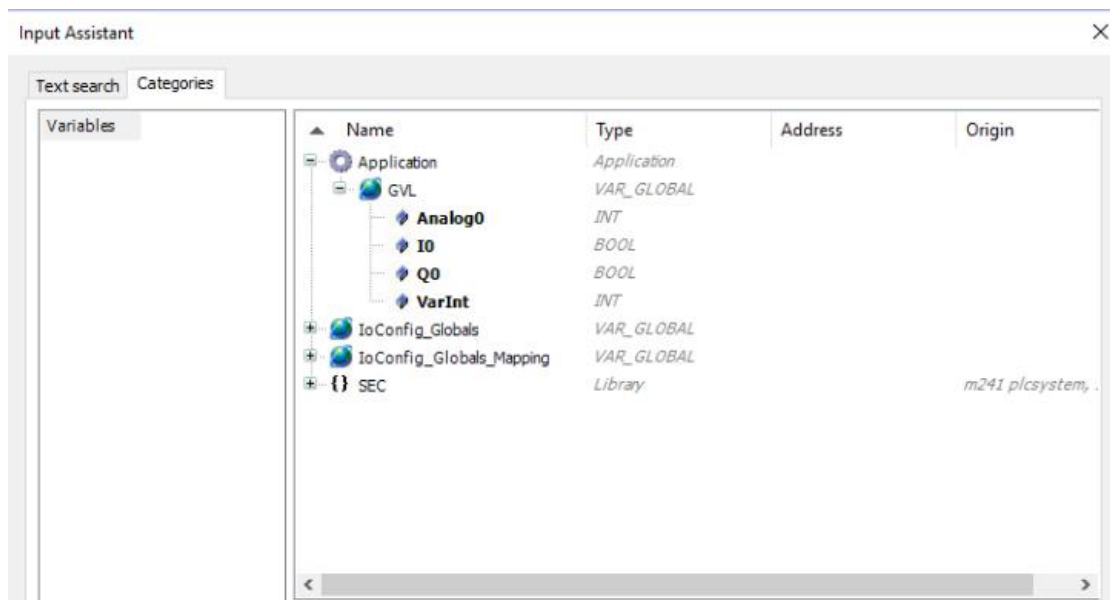 Input Assistant
Text search Categories
Variables
Name Type Address Origin
Application Application
GVL VAR_GLOBAL
Analog0 INT
I0 BOOL
Q0 BOOL
VarInt INT
IoConfig_Globals VAR_GLOBAL
IoConfig_Globals_Mapping VAR_GLOBAL
{} SEC Library m241 plcsystem, .